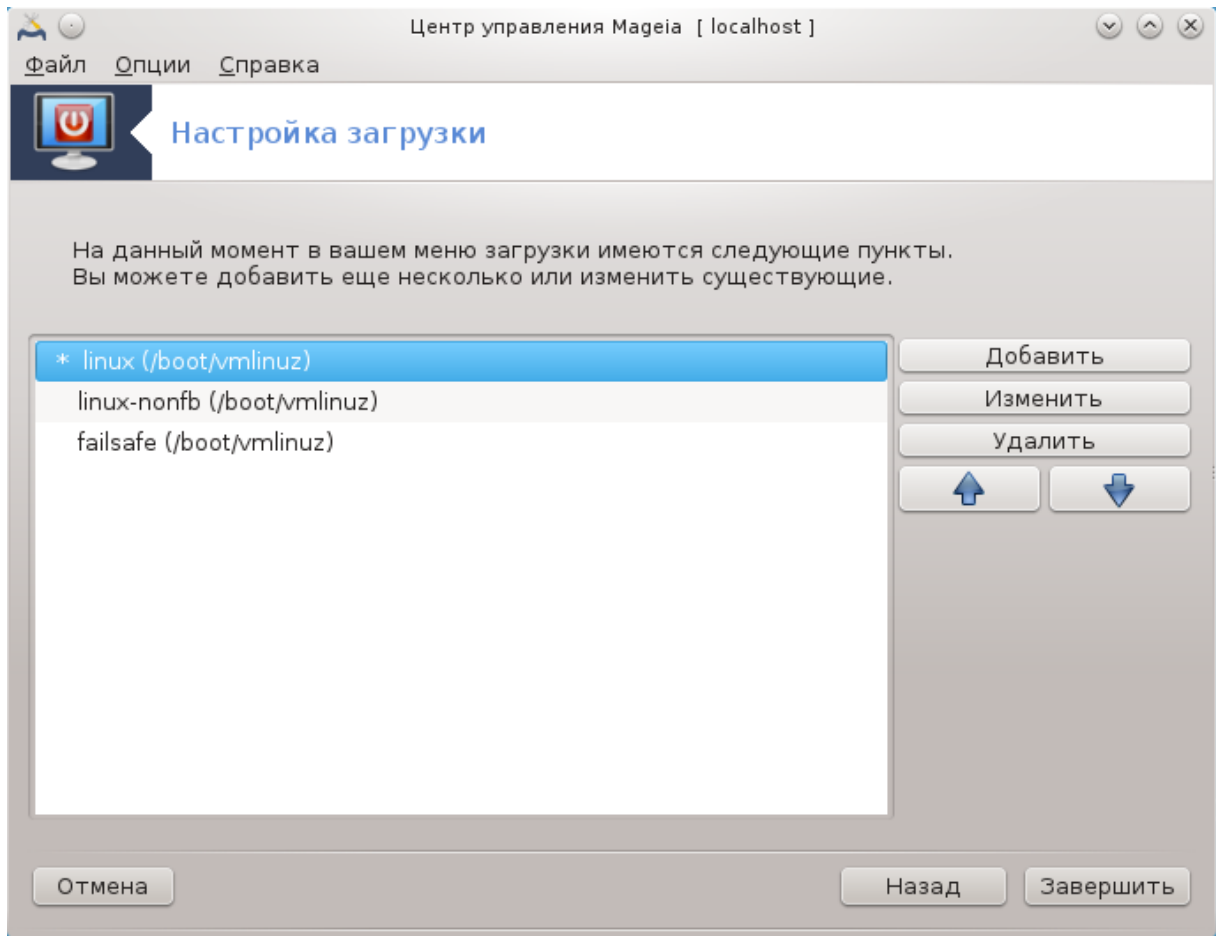 Центр управления Mageia [ localhost ]
Файл Опции Справка
Настройка загрузки
На данный момент в вашем меню загрузки имеются следующие пункты.
Вы можете добавить еще несколько или изменить существующие.
* linux (/boot/vmlinuz)
linux-nonfb (/boot/vmlinuz)
failsafe (/boot/vmlinuz)
Добавить
Изменить
Удалить
Отмена
Назад
Завершить